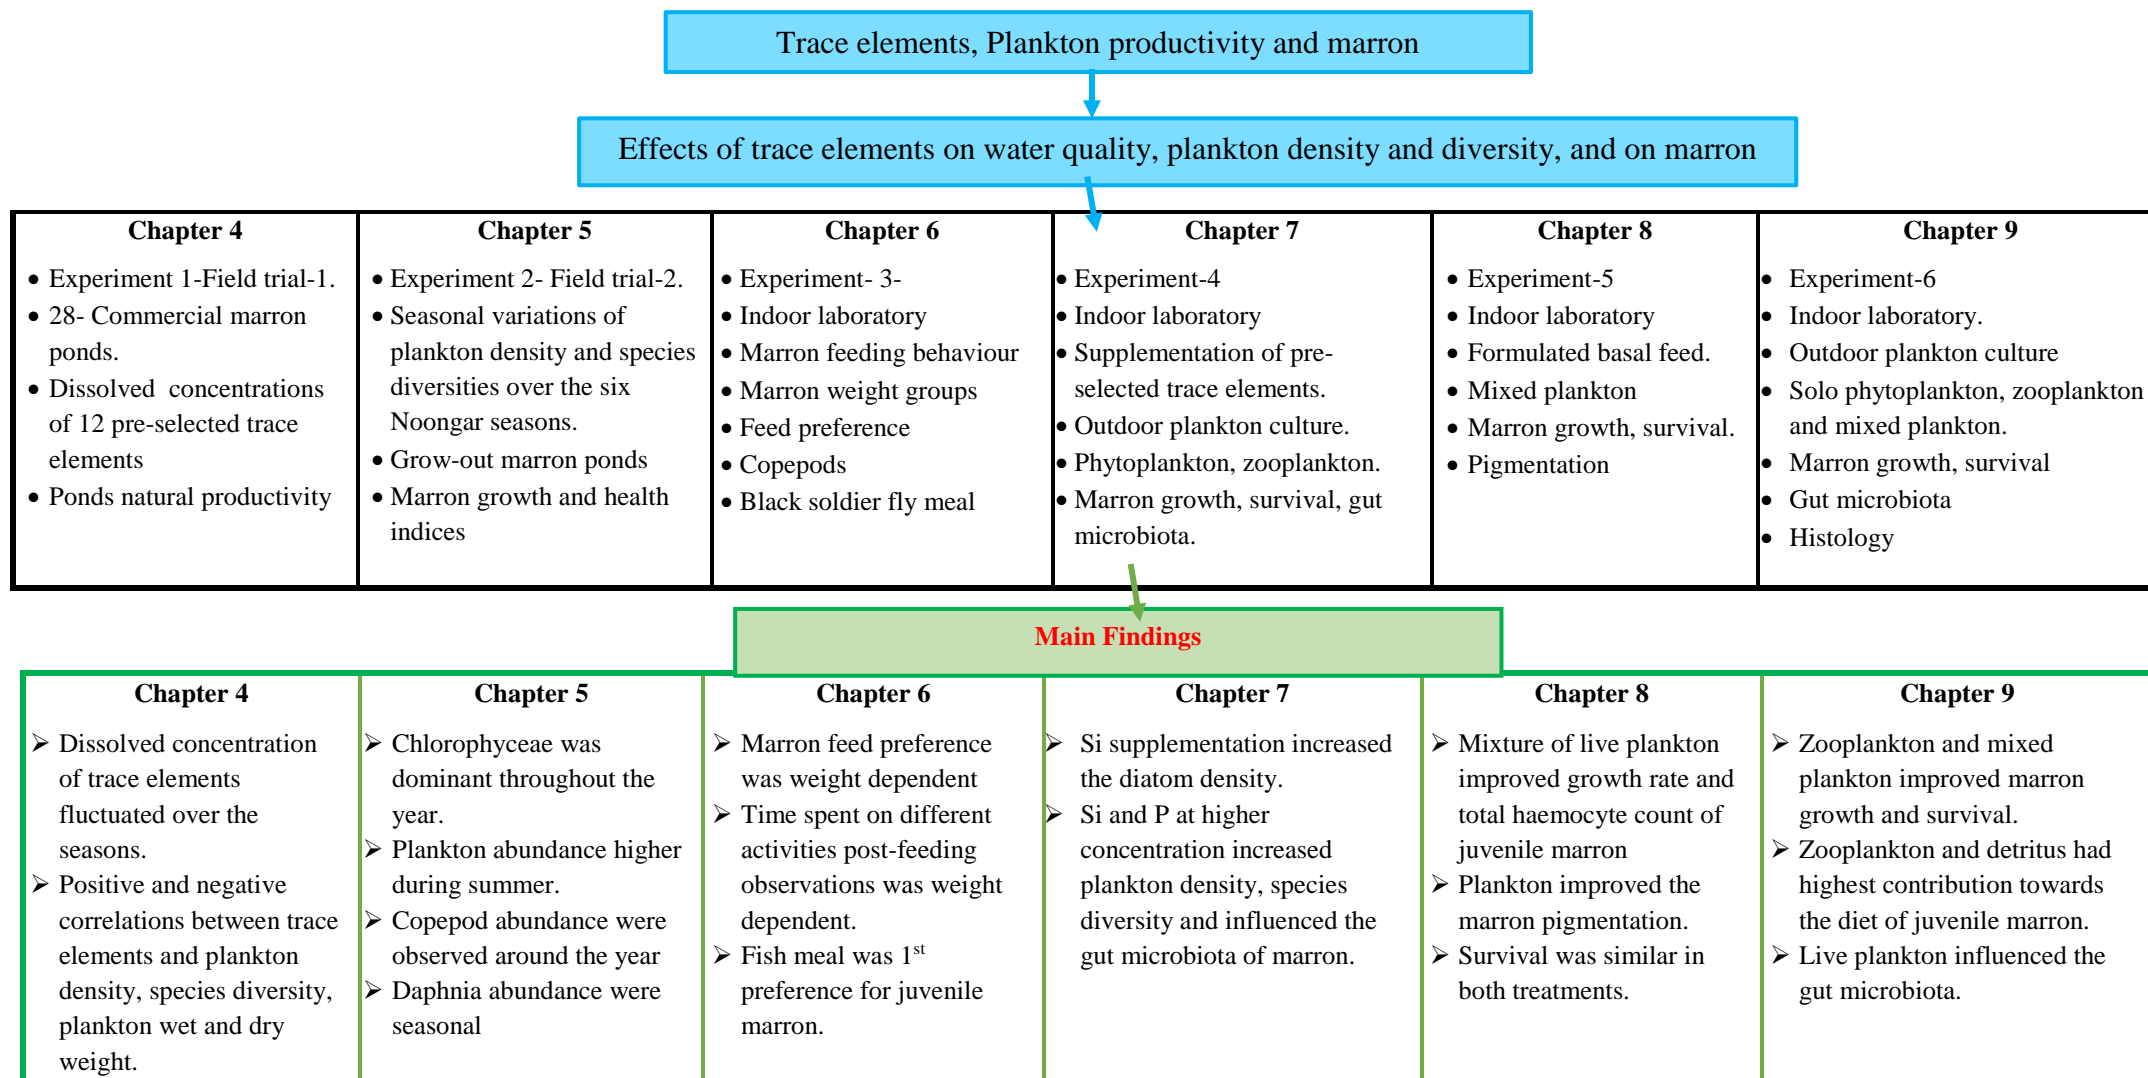 Trace elements, Plankton productivity and marron
Effects of trace elements on water quality, plankton density and diversity, and on marron
Chapter 4
• Experiment 1-Field trial-1.
• 28- Commercial marron
ponds.
• Dissolved concentrations
of 12 pre-selected trace
elements
• Ponds natural productivity
Chapter 5
• Experiment 2- Field trial-2.
• Seasonal variations of
plankton density and species
diversities over the six
Noongar seasons.
• Grow-out marron ponds
• Marron growth and health
indices
Chapter 6
• Experiment- 3-
• Indoor laboratory
• Marron feeding behaviour
• Marron weight groups
• Feed preference
• Copepods
• Black soldier fly meal
Chapter 7
• Experiment-4
• Indoor laboratory
• Supplementation of pre-
selected trace elements.
• Outdoor plankton culture.
• Phytoplankton, zooplankton.
• Marron growth, survival, gut
microbiota.
Chapter 8
• Experiment-5
• Indoor laboratory
• Formulated basal feed.
• Mixed plankton
• Marron growth, survival.
• Pigmentation
Chapter 9
• Experiment-6
• Indoor laboratory.
• Outdoor plankton culture
• Solo phytoplankton, zooplankton
and mixed plankton.
• Marron growth, survival
• Gut microbiota
• Histology
Main Findings
Chapter 4
➢ Dissolved concentration
of trace elements
fluctuated over the
seasons.
➢ Positive and negative
correlations between trace
elements and plankton
density, species diversity,
plankton wet and dry
weight.
Chapter 5
➢ Chlorophyceae was
dominant throughout the
year.
➢ Plankton abundance higher
during summer.
➢ Copepod abundance were
observed around the year
➢ Daphnia abundance were
seasonal
Chapter 6
➢ Marron feed preference
was weight dependent
➢ Time spent on different
activities post-feeding
observations was weight
dependent.
➢ Fish meal was 1st
preference for juvenile
marron.
Chapter 7
➢ Si supplementation increased
the diatom density.
➢ Si and P at higher
concentration increased
plankton density, species
diversity and influenced the
gut microbiota of marron.
Chapter 8
➢ Mixture of live plankton
improved growth rate and
total haemocyte count of
juvenile marron
➢ Plankton improved the
marron pigmentation.
➢ Survival was similar in
both treatments.
Chapter 9
➢ Zooplankton and mixed
plankton improved marron
growth and survival.
➢ Zooplankton and detritus had
highest contribution towards
the diet of juvenile marron.
➢ Live plankton influenced the
gut microbiota.